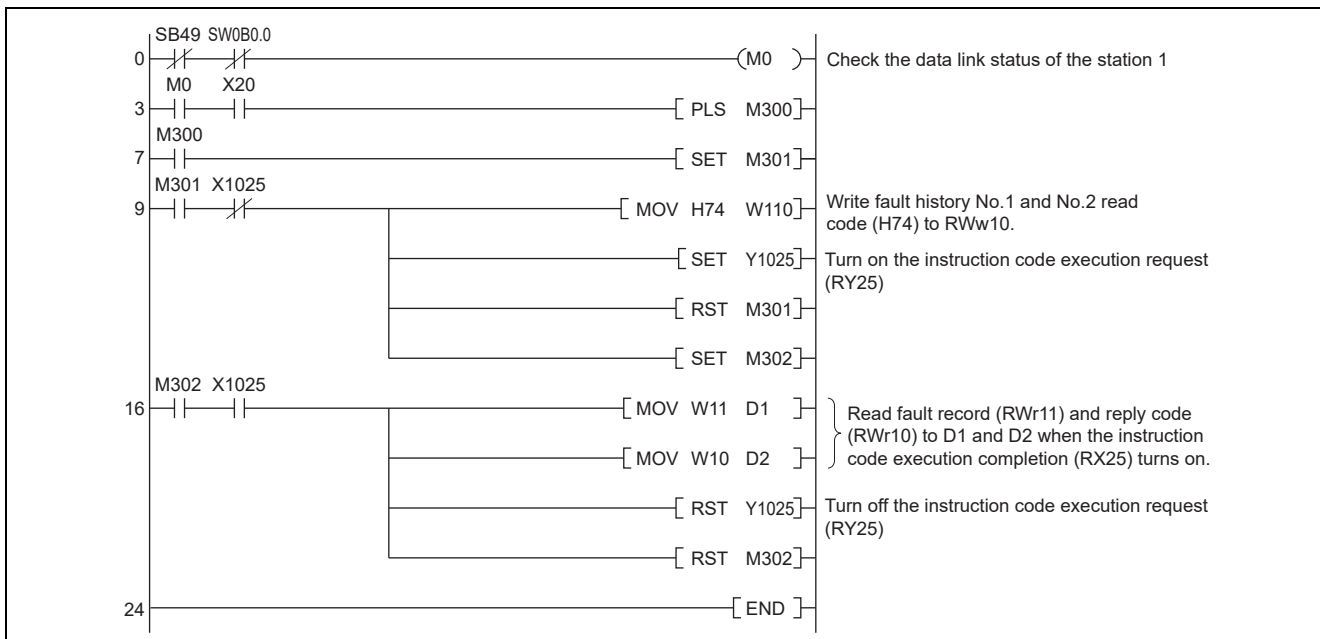 SB49 SW0B0.0
0 M0 Check the data link status of the station 1
M0 X20
3 PLS M300
M300
7 SET M301
M301 X1025
9 MOV H74 W110 Write fault history No.1 and No.2 read
code (H74) to RWw10.
SET Y1025 Turn on the instruction code execution request
(RY25)
RST M301
SET M302
M302 X1025
16 MOV W11 D1 Read fault record (RWr11) and reply code
(RWr10) to D1 and D2 when the instruction
MOV W10 D2 code execution completion (RX25) turns on.
RST Y1025 Turn off the instruction code execution request
(RY25)
RST M302
24 END